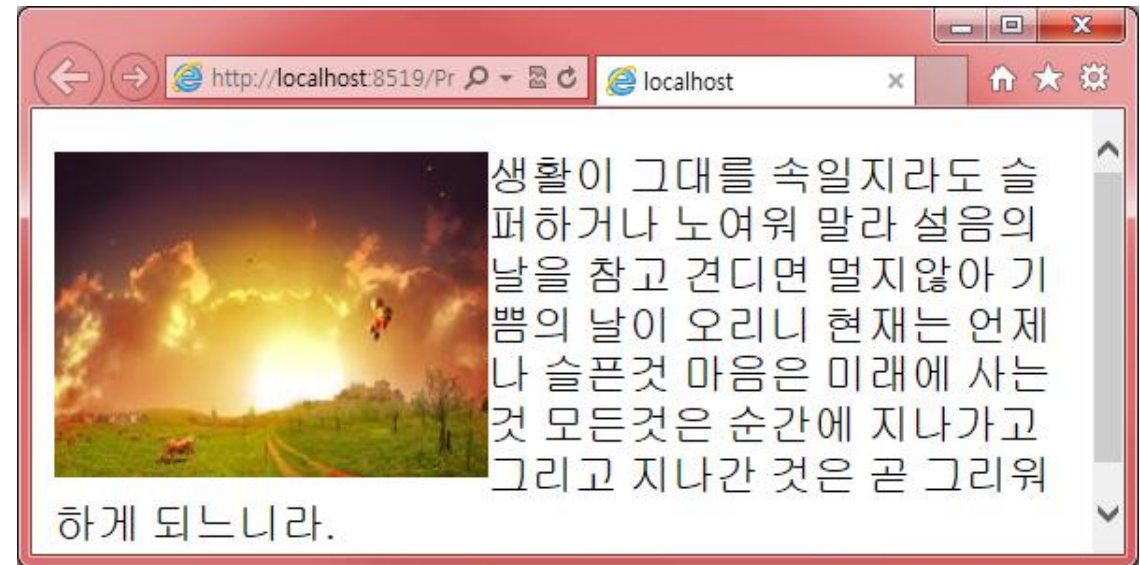 http://localhost:8519/Pr
localhost
생활이 그대를 속일지라도 슬
퍼하거나 노여워 말라 설음의
날을 참고 견디면 멀지않아 기
쁨의 날이 오리니 현재는 언제
나 슬픈것 마음은 미래에 사는
것 모든것은 순간에 지나가고
그리고 지나간 것은 곧 그리워
하게 되느니라.